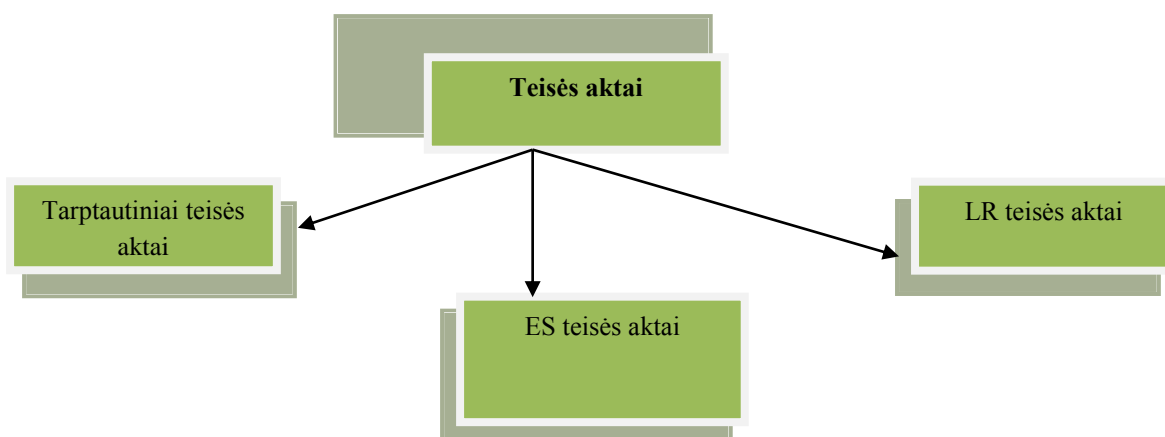 Teisės aktai
Tarptautiniai teisės
aktai
LR teisės aktai
ES teisės aktai